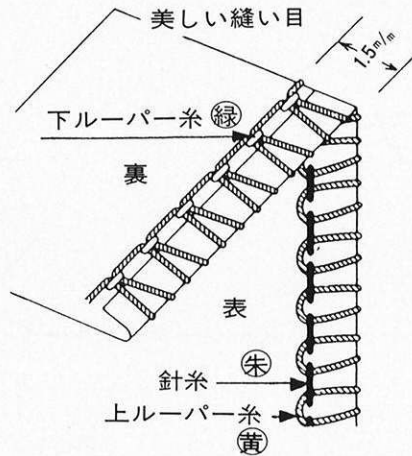 美しい縫い目
1.5m/m
下ルーパー糸 緑
裏
表
針糸 朱
上ルーパー糸
黄